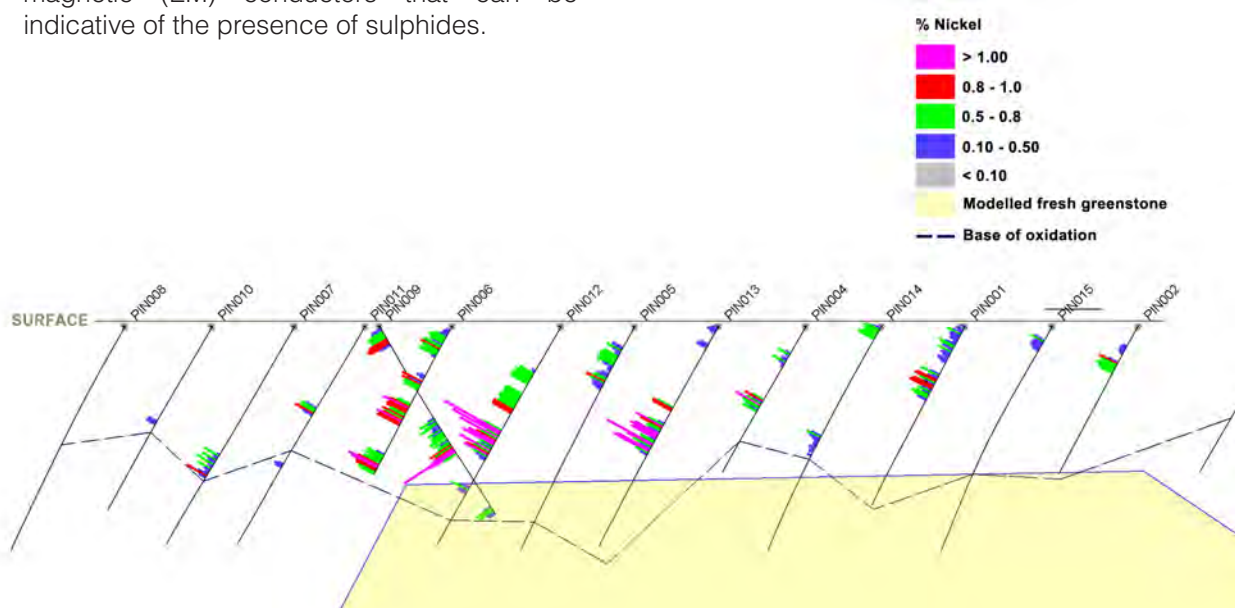 magnetic (EM) conductors that can be
indicative of the presence of sulphides.
% Nickel
> 1.00
0.8 - 1.0
0.5 - 0.8
0.10 - 0.50
< 0.10
Modelled fresh greenstone
Base of oxidation
SURFACE
PIN008
PIN010
PIN007
PIN011
PIN009
PIN006
PIN012
PIN005
PIN013
PIN004
PIN014
PIN001
PIN015
PIN002